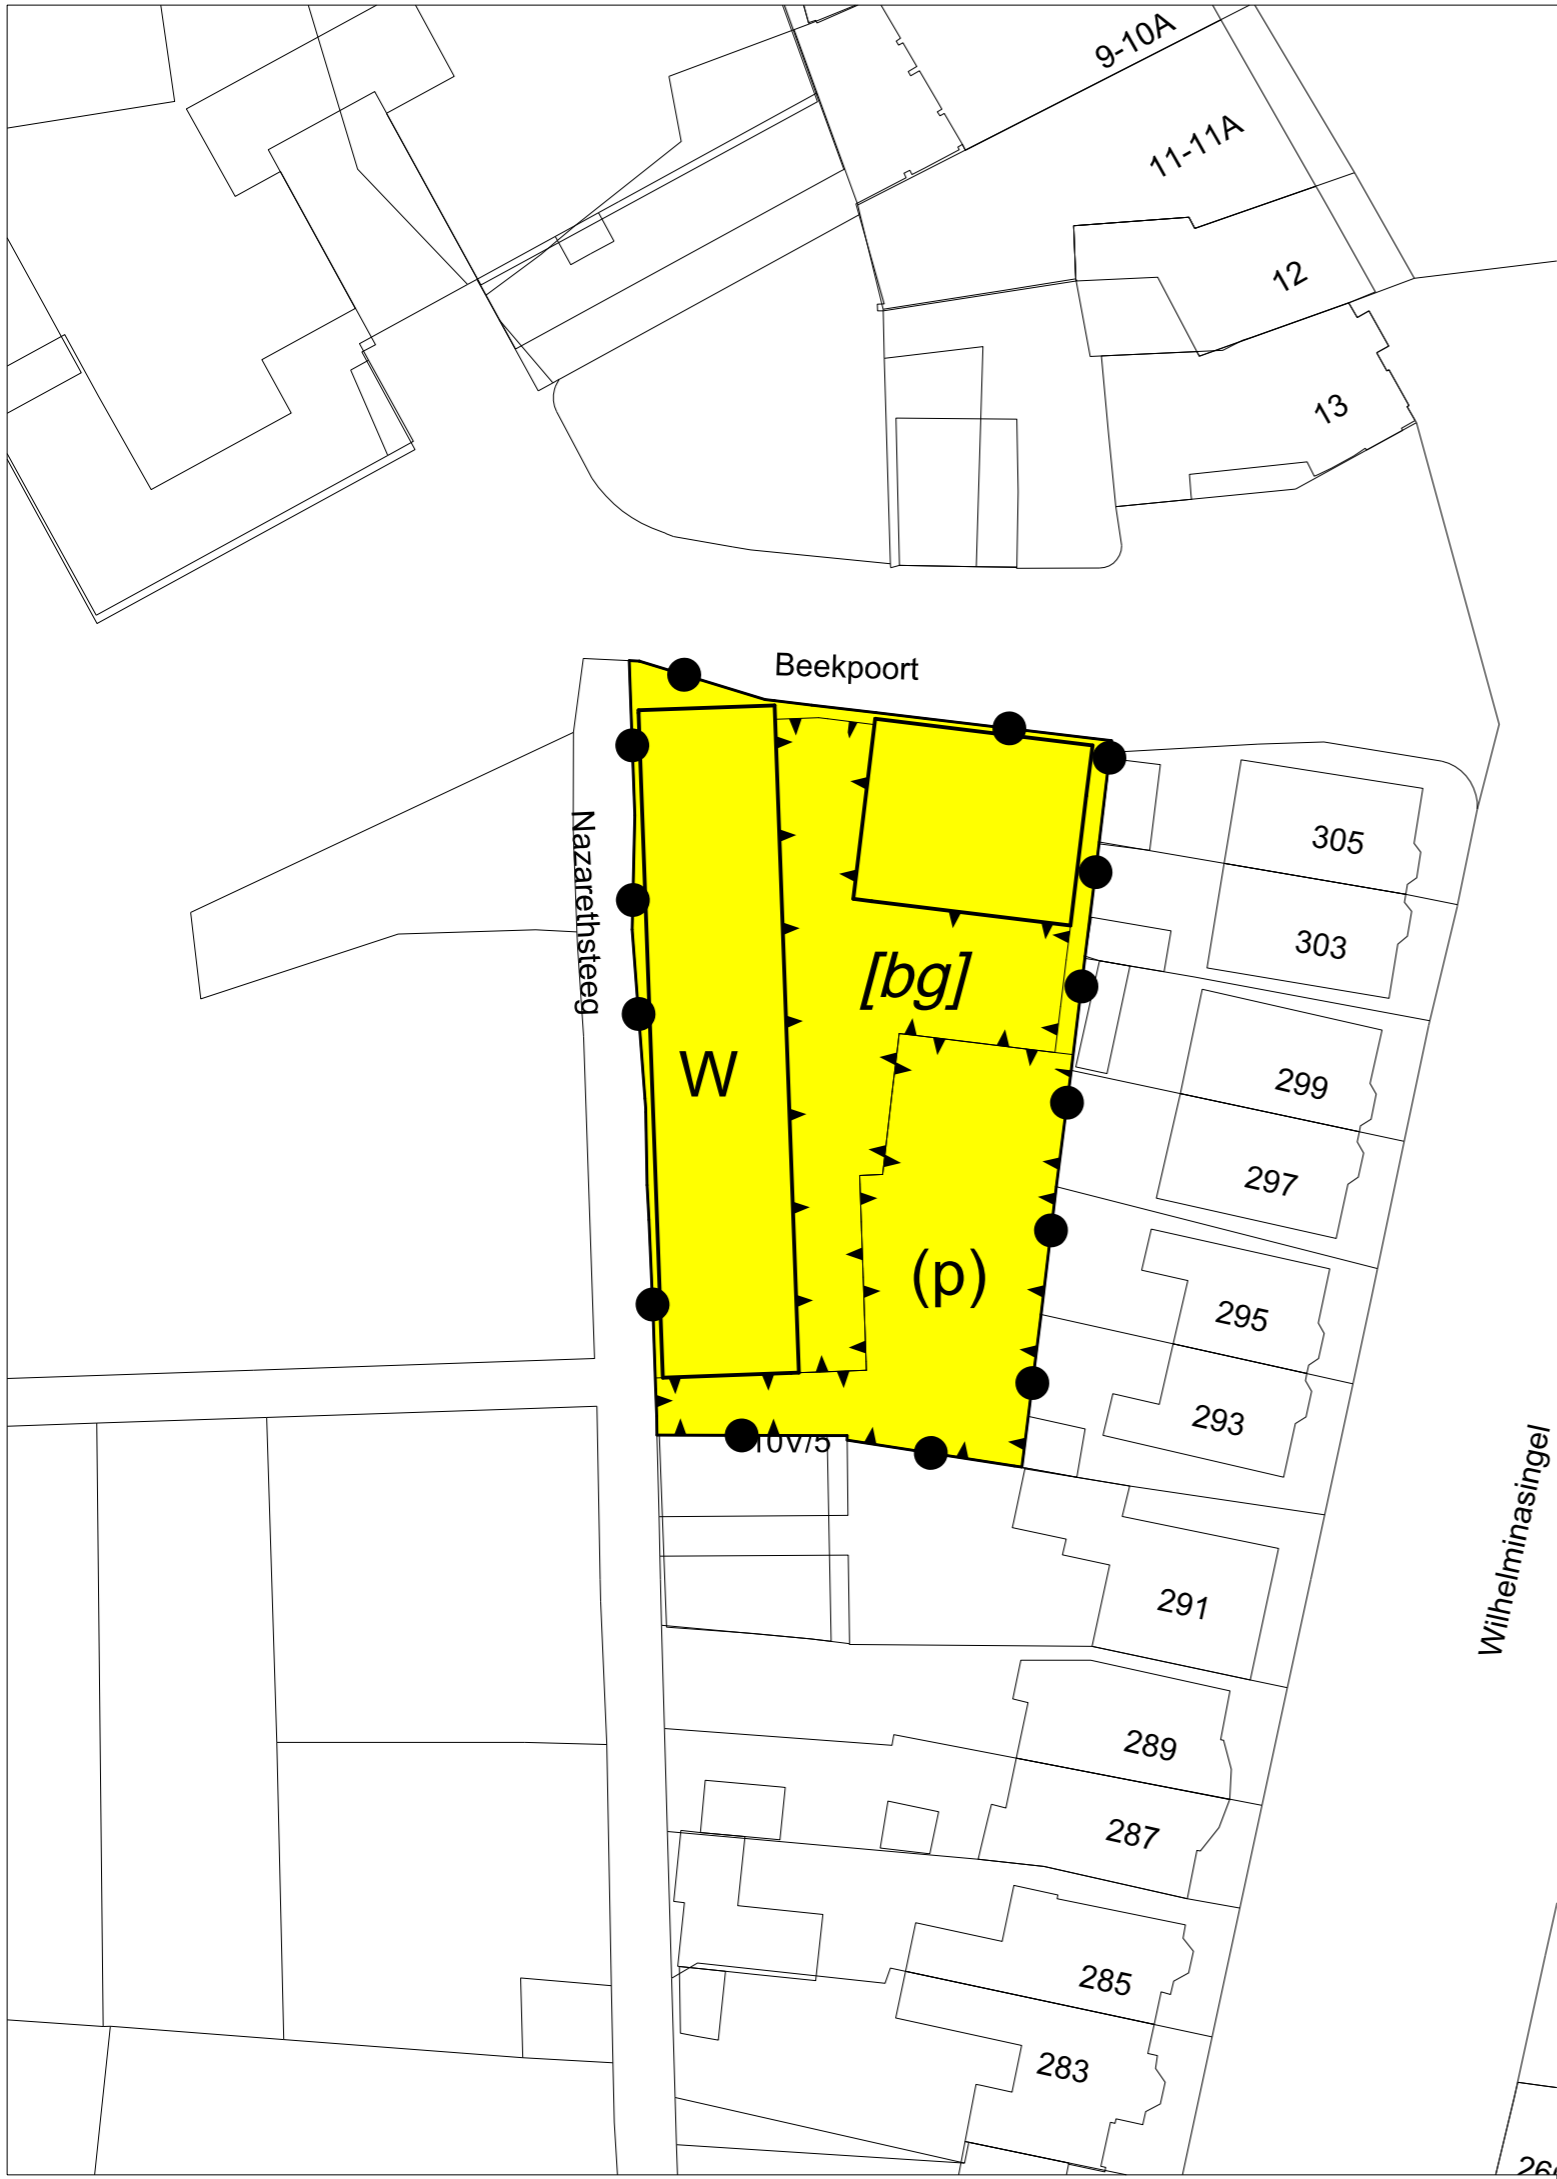 9-10A
11-11A
12
13
Beekpoort
Nazarethsteeg
305
303
[bg]
W
299
297
(p)
295
293
10V/5
Wilhelminasingel
291
289
287
285
283